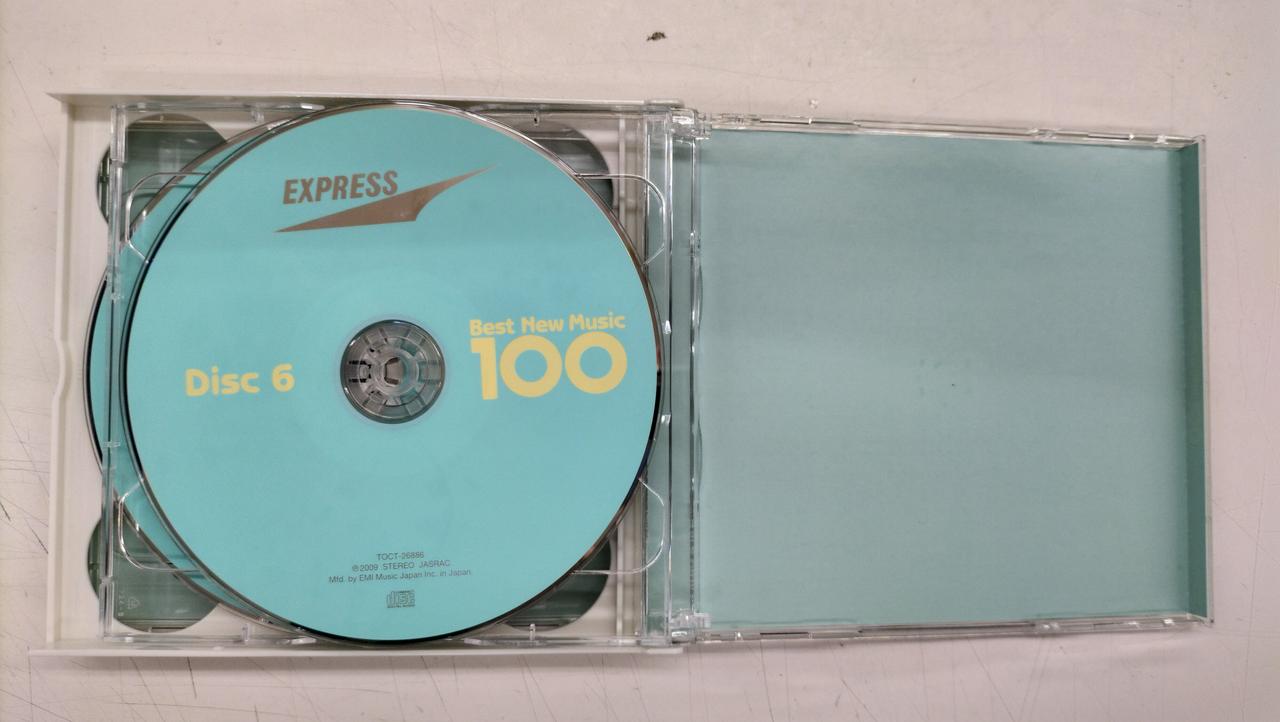 EXPRESS
Best New Music
100
Disc 6
TOCT-26886
℗2009 STEREO JASRAC
Mfd. by EMI Music Japan Inc. in Japan.
disc